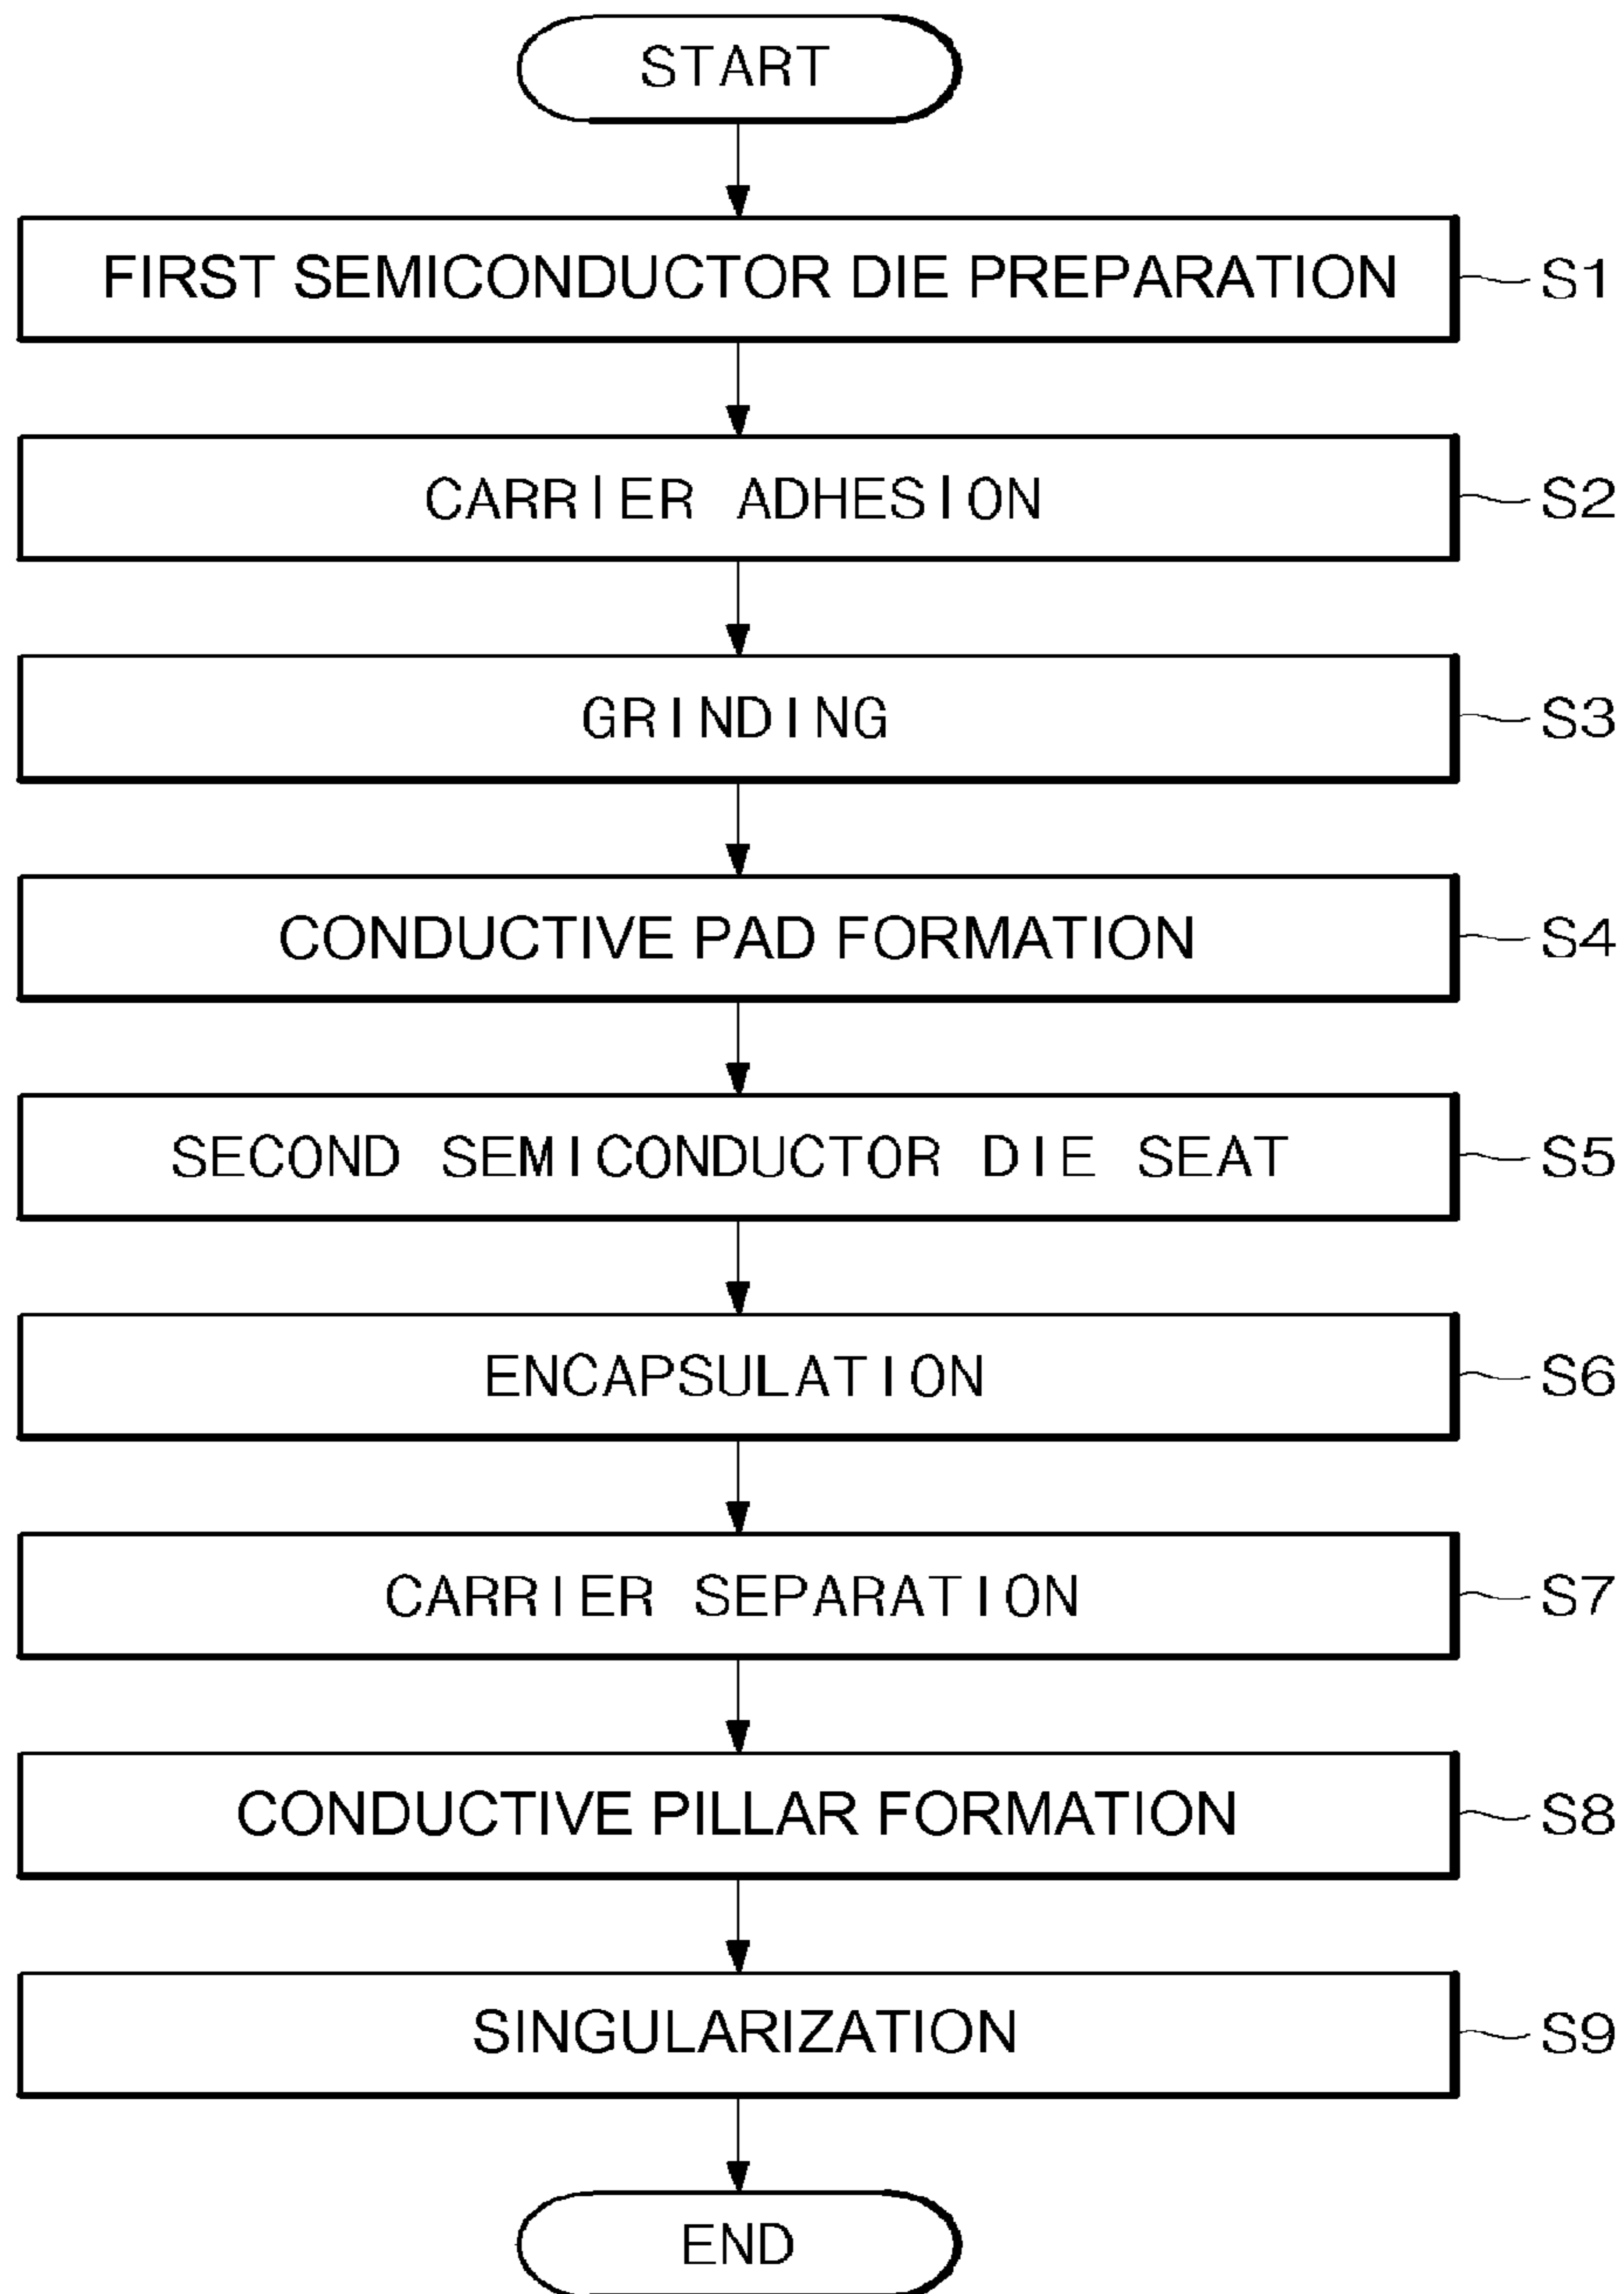 START
FIRST SEMICONDUCTOR DIE PREPARATION S1
CARRIER ADHESION S2
GRINDING S3
CONDUCTIVE PAD FORMATION S4
SECOND SEMICONDUCTOR DIE SEAT S5
ENCAPSULATION S6
CARRIER SEPARATION S7
CONDUCTIVE PILLAR FORMATION S8
SINGULARIZATION S9
END